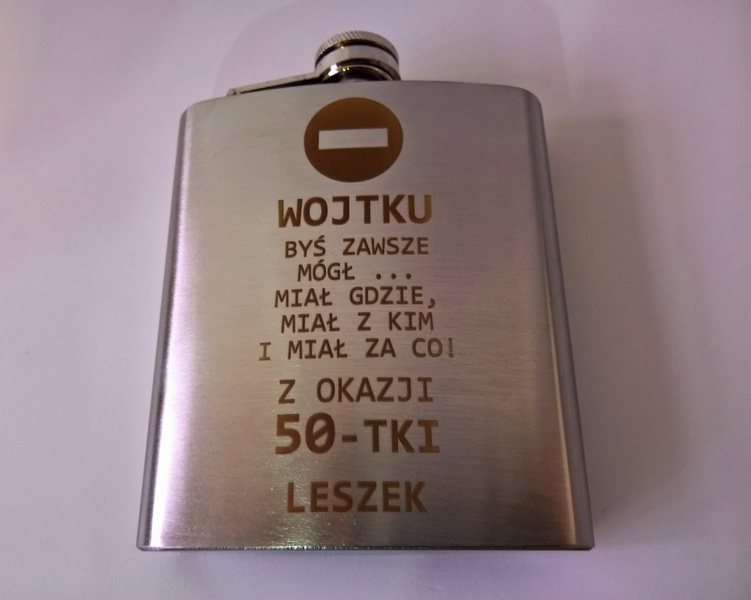 WOJTKU
BYŚ ZAWSZE
MÓGŁ ...
MIAŁ GDZIE,
MIAŁ Z KIM
I MIAŁ ZA CO!
Z OKAZJI
50-TKI
LESZEK